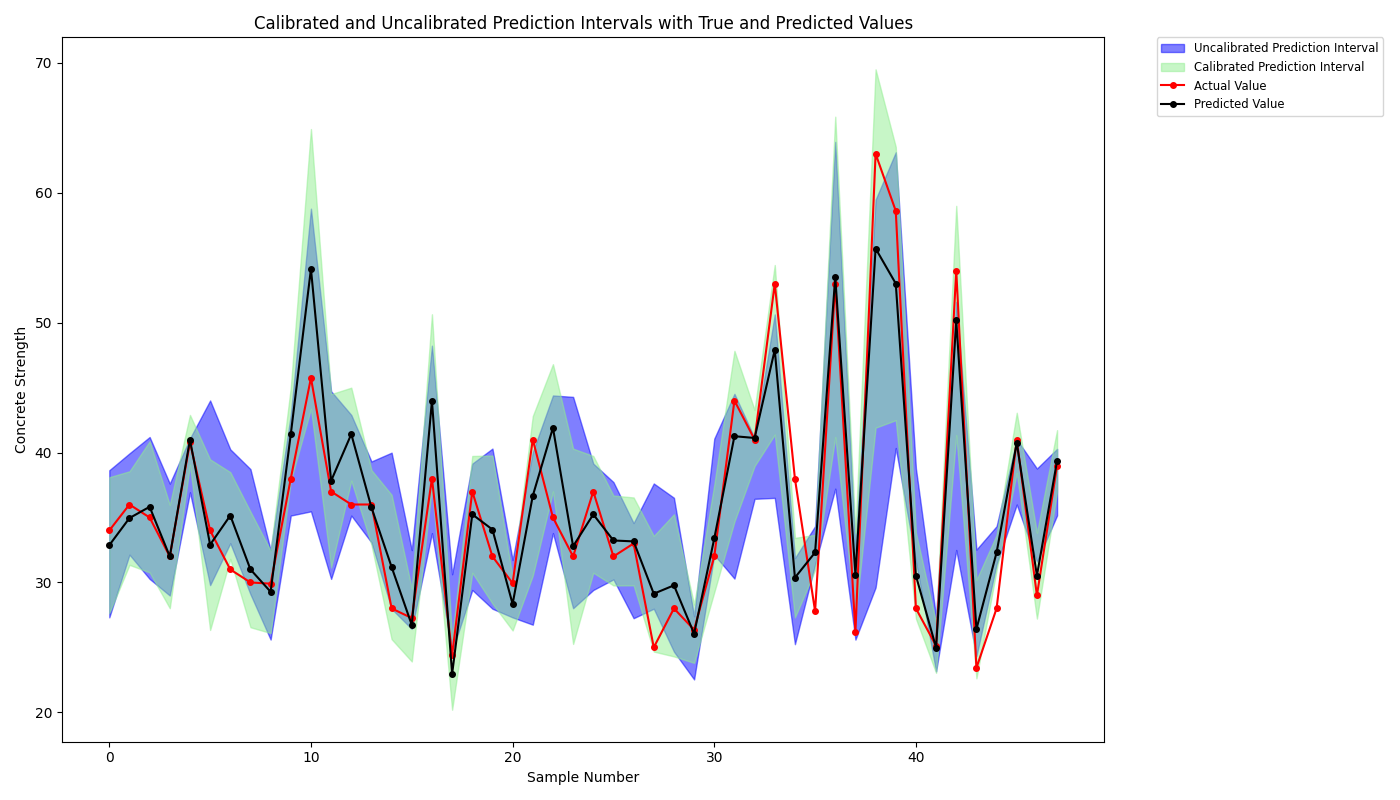 Calibrated and Uncalibrated Prediction Intervals with True and Predicted Values
Uncalibrated Prediction Interval
Calibrated Prediction Interval
Actual Value
Predicted Value
Concrete Strength
70
60
50
40
30
20
0 10 20 30 40
Sample Number